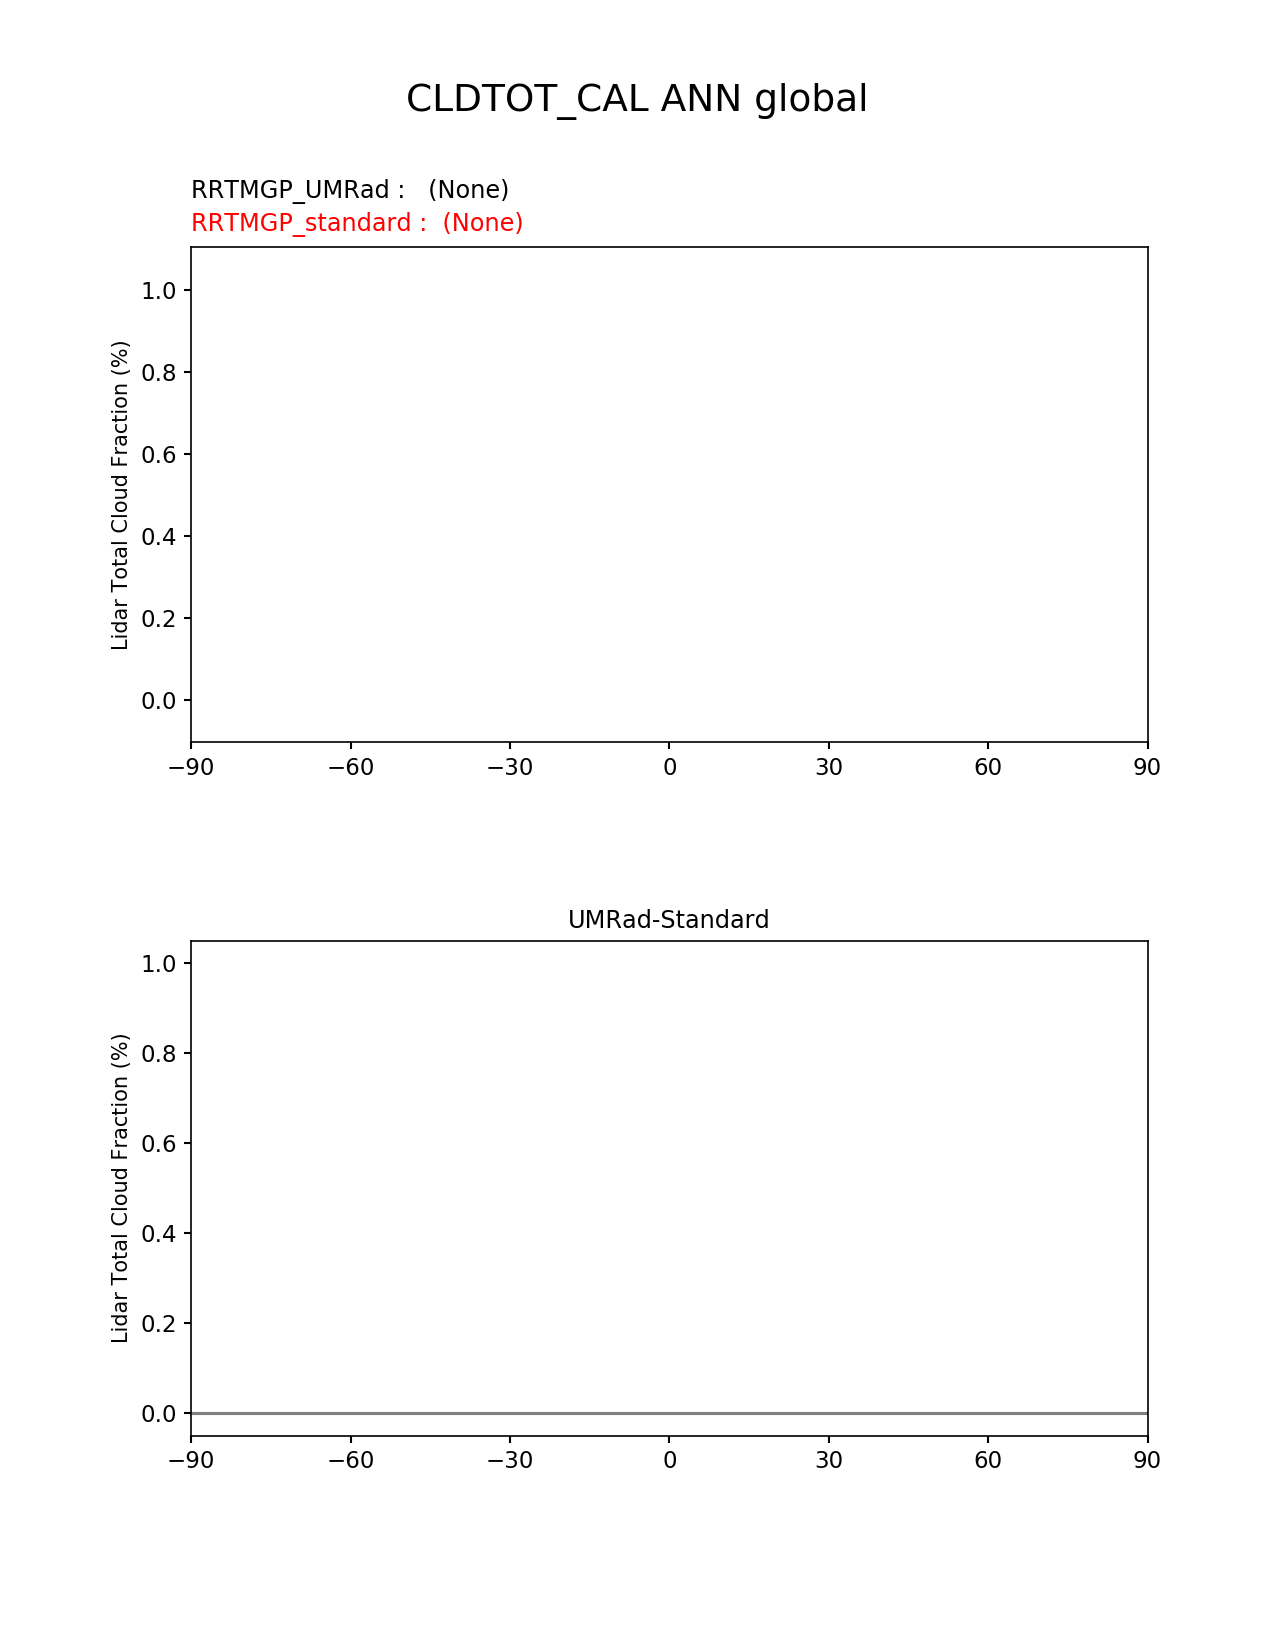 CLDTOT_CAL ANN global
RRTMGP_UMRad :   (None)
RRTMGP_standard :  (None)
Lidar Total Cloud Fraction (%)
1.0
0.8
0.6
0.4
0.2
0.0
−90 −60 −30 0 30 60 90
UMRad-Standard
Lidar Total Cloud Fraction (%)
1.0
0.8
0.6
0.4
0.2
0.0
−90 −60 −30 0 30 60 90